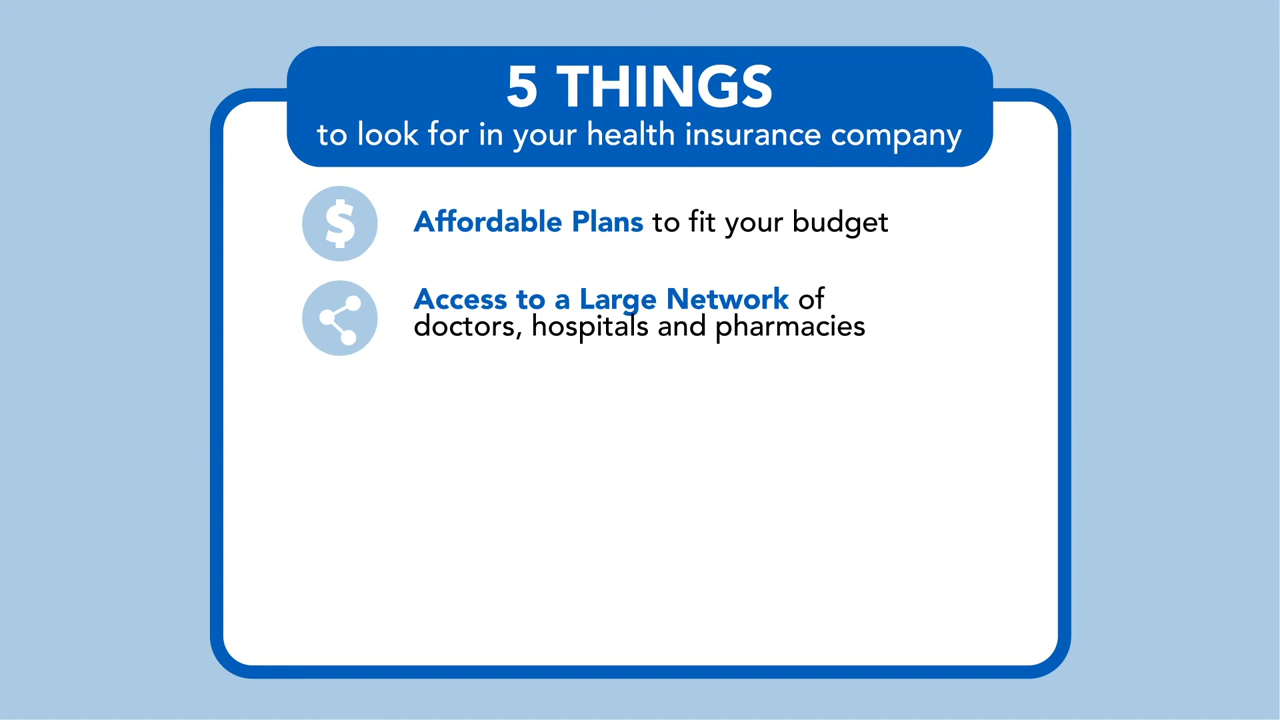 5 THINGS
to look for in your health insurance company
Affordable Plans to fit your budget
Access to a Large Network of
doctors, hospitals and pharmacies